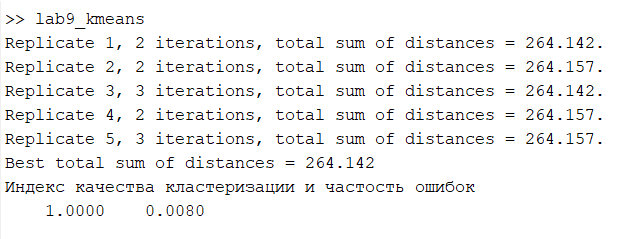 >> lab9_kmeans
Replicate 1, 2 iterations, total sum of distances = 264.142.
Replicate 2, 2 iterations, total sum of distances = 264.157.
Replicate 3, 3 iterations, total sum of distances = 264.142.
Replicate 4, 2 iterations, total sum of distances = 264.157.
Replicate 5, 3 iterations, total sum of distances = 264.157.
Best total sum of distances = 264.142
Индекс качества кластеризации и частость ошибок
1.0000    0.0080